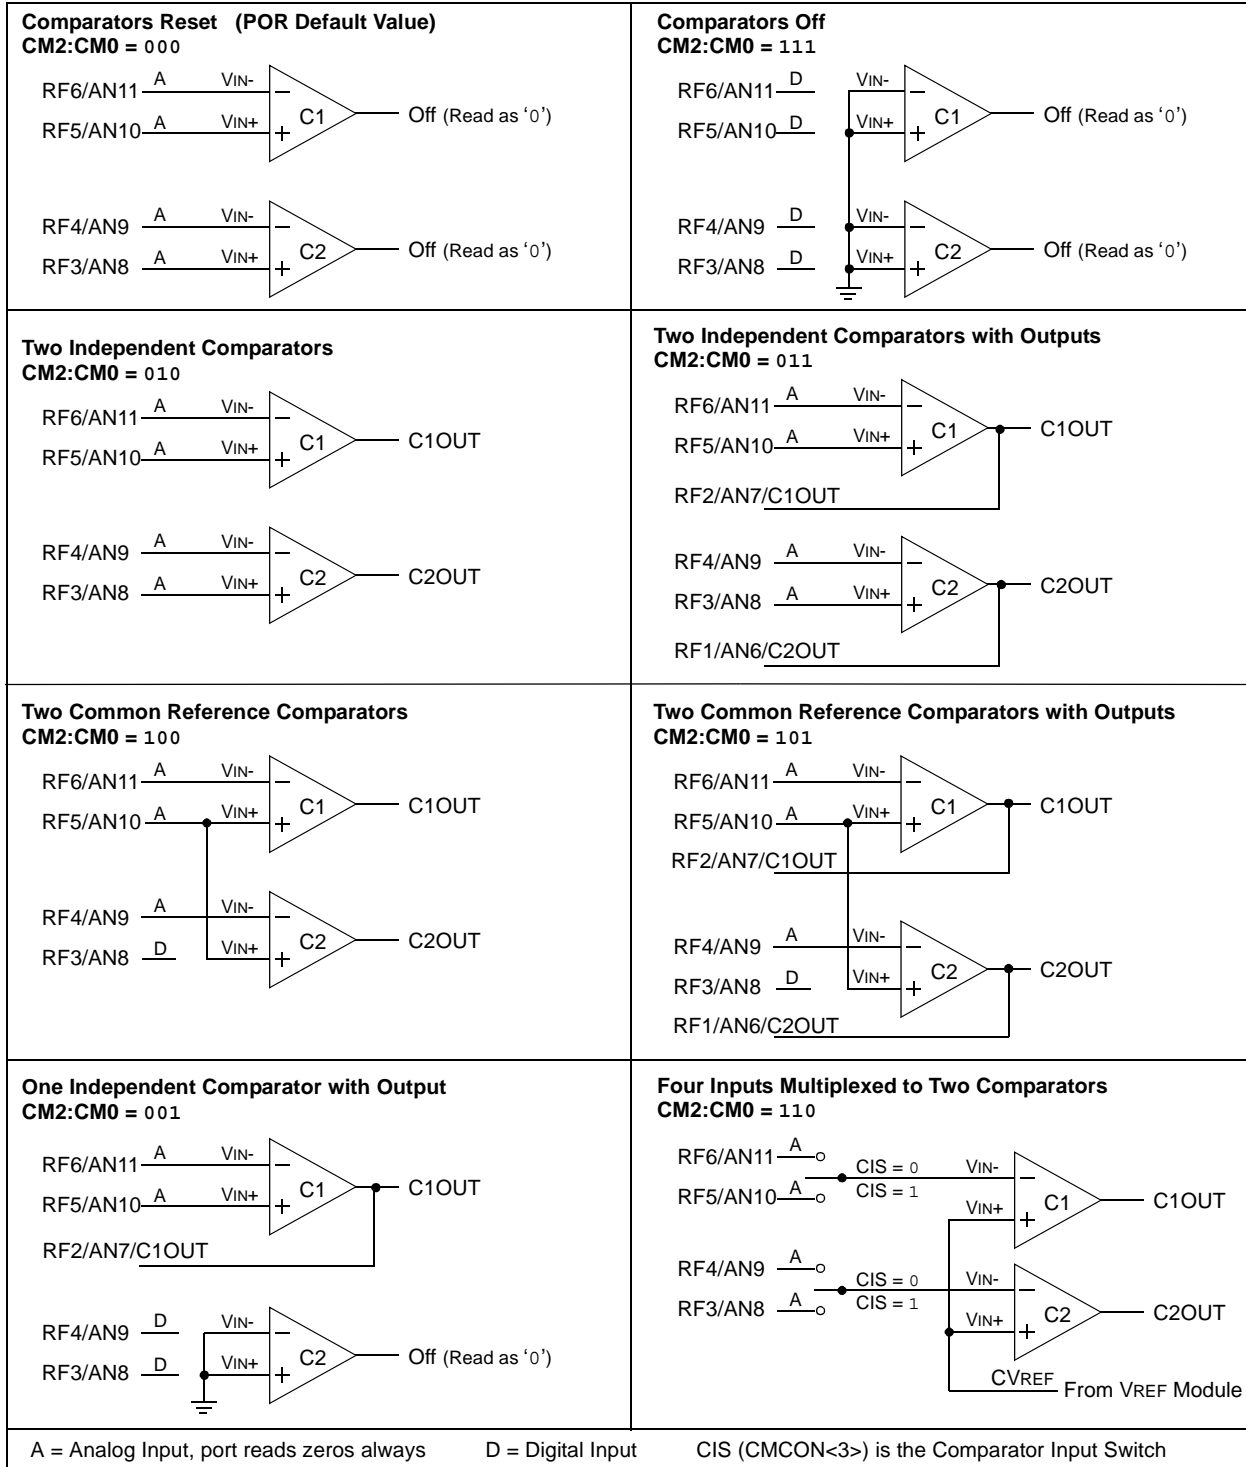 Comparators Reset (POR Default Value)
CM2:CM0 = 000
RF6/AN11 A VIN- −
RF5/AN10 A VIN+ +
C1
Off (Read as ‘0’)
RF4/AN9 A VIN- −
RF3/AN8 A VIN+ +
C2
Off (Read as ‘0’)
Comparators Off
CM2:CM0 = 111
RF6/AN11 D VIN- −
RF5/AN10 D VIN+ +
C1
Off (Read as ‘0’)
RF4/AN9 D VIN- −
RF3/AN8 D VIN+ +
C2
Off (Read as ‘0’)
Two Independent Comparators
CM2:CM0 = 010
RF6/AN11 A VIN- −
RF5/AN10 A VIN+ +
C1
C1OUT
RF4/AN9 A VIN- −
RF3/AN8 A VIN+ +
C2
C2OUT
Two Independent Comparators with Outputs
CM2:CM0 = 011
RF6/AN11 A VIN- −
RF5/AN10 A VIN+ +
C1
C1OUT
RF2/AN7/C1OUT
RF4/AN9 A VIN- −
RF3/AN8 A VIN+ +
C2
C2OUT
RF1/AN6/C2OUT
Two Common Reference Comparators
CM2:CM0 = 100
RF6/AN11 A VIN- −
RF5/AN10 A VIN+ +
C1
C1OUT
RF4/AN9 A VIN- −
RF3/AN8 D VIN+ +
C2
C2OUT
Two Common Reference Comparators with Outputs
CM2:CM0 = 101
RF6/AN11 A VIN- −
RF5/AN10 A VIN+ +
C1
C1OUT
RF2/AN7/C1OUT
RF4/AN9 A VIN- −
RF3/AN8 D VIN+ +
C2
C2OUT
RF1/AN6/C2OUT
One Independent Comparator with Output
CM2:CM0 = 001
RF6/AN11 A VIN- −
RF5/AN10 A VIN+ +
C1
C1OUT
RF2/AN7/C1OUT
RF4/AN9 D VIN- −
RF3/AN8 D VIN+ +
C2
Off (Read as ‘0’)
Four Inputs Multiplexed to Two Comparators
CM2:CM0 = 110
RF6/AN11 A CIS = 0 VIN- −
RF5/AN10 A CIS = 1 VIN+ +
C1
C1OUT
RF4/AN9 A CIS = 0 VIN- −
RF3/AN8 A CIS = 1 VIN+ +
C2
C2OUT
CVREF From VREF Module
A = Analog Input, port reads zeros always D = Digital Input CIS (CMCON<3>) is the Comparator Input Switch